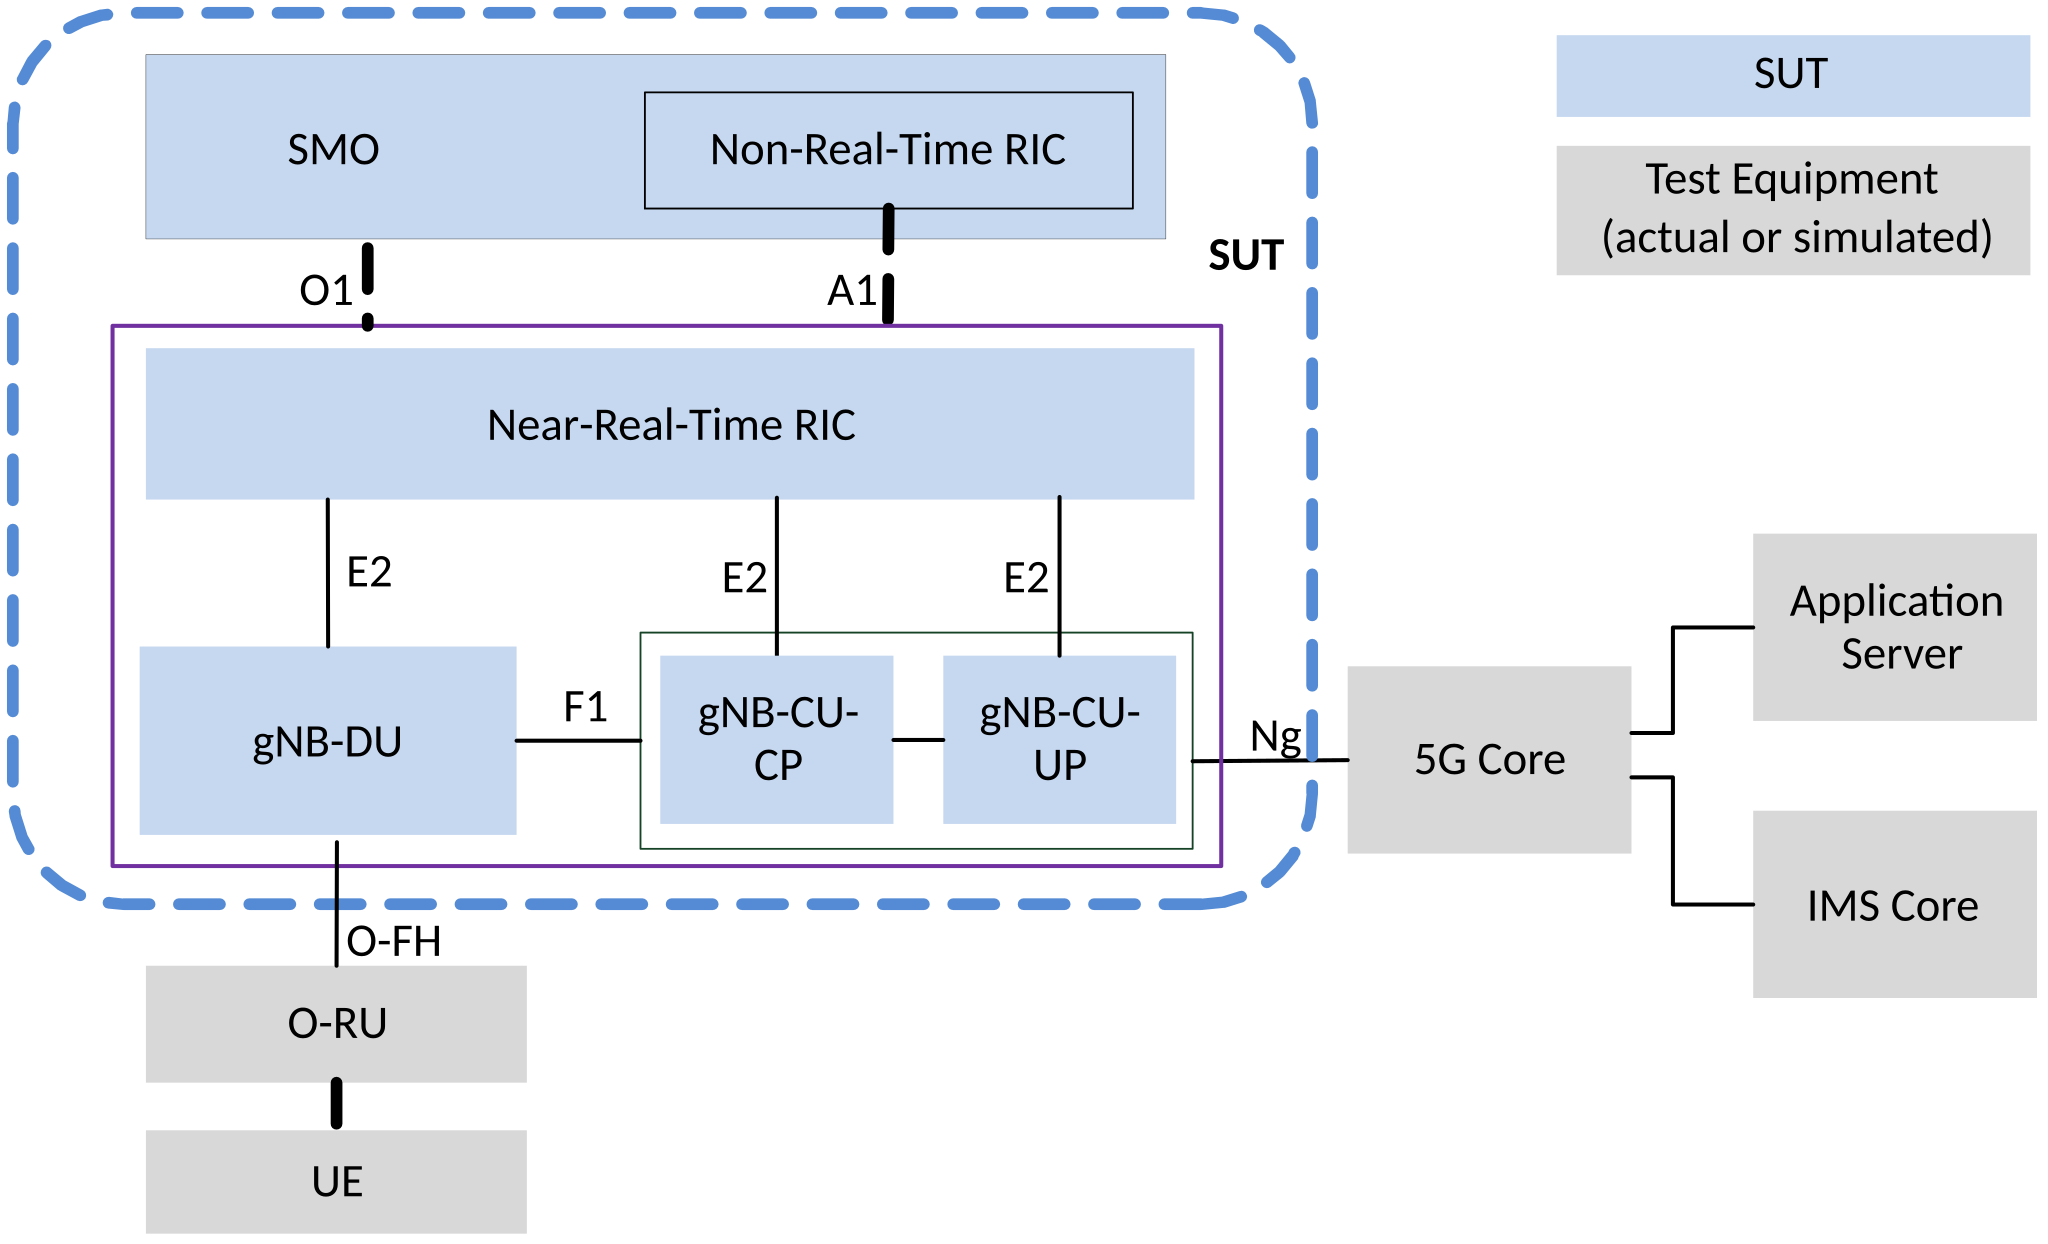 SUT
Test Equipment
(actual or simulated)
SMO
Non-Real-Time RIC
SUT
O1
A1
Near-Real-Time RIC
E2
E2
E2
gNB-DU
F1
gNB-CU-
CP
gNB-CU-
UP
Ng
5G Core
Application
Server
IMS Core
O-FH
O-RU
UE